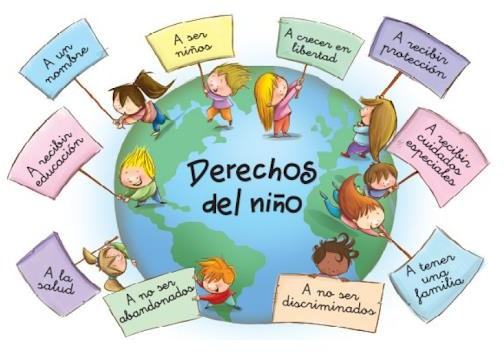 A un
nombre
A ser
niños
A crecer en
libertad
A recibir
protección
A recibir
educación
Derechos
del niño
A recibir
cuidados
especiales
A la
salud
A no ser
abandonados
A no ser
discriminados
A tener
una
familia